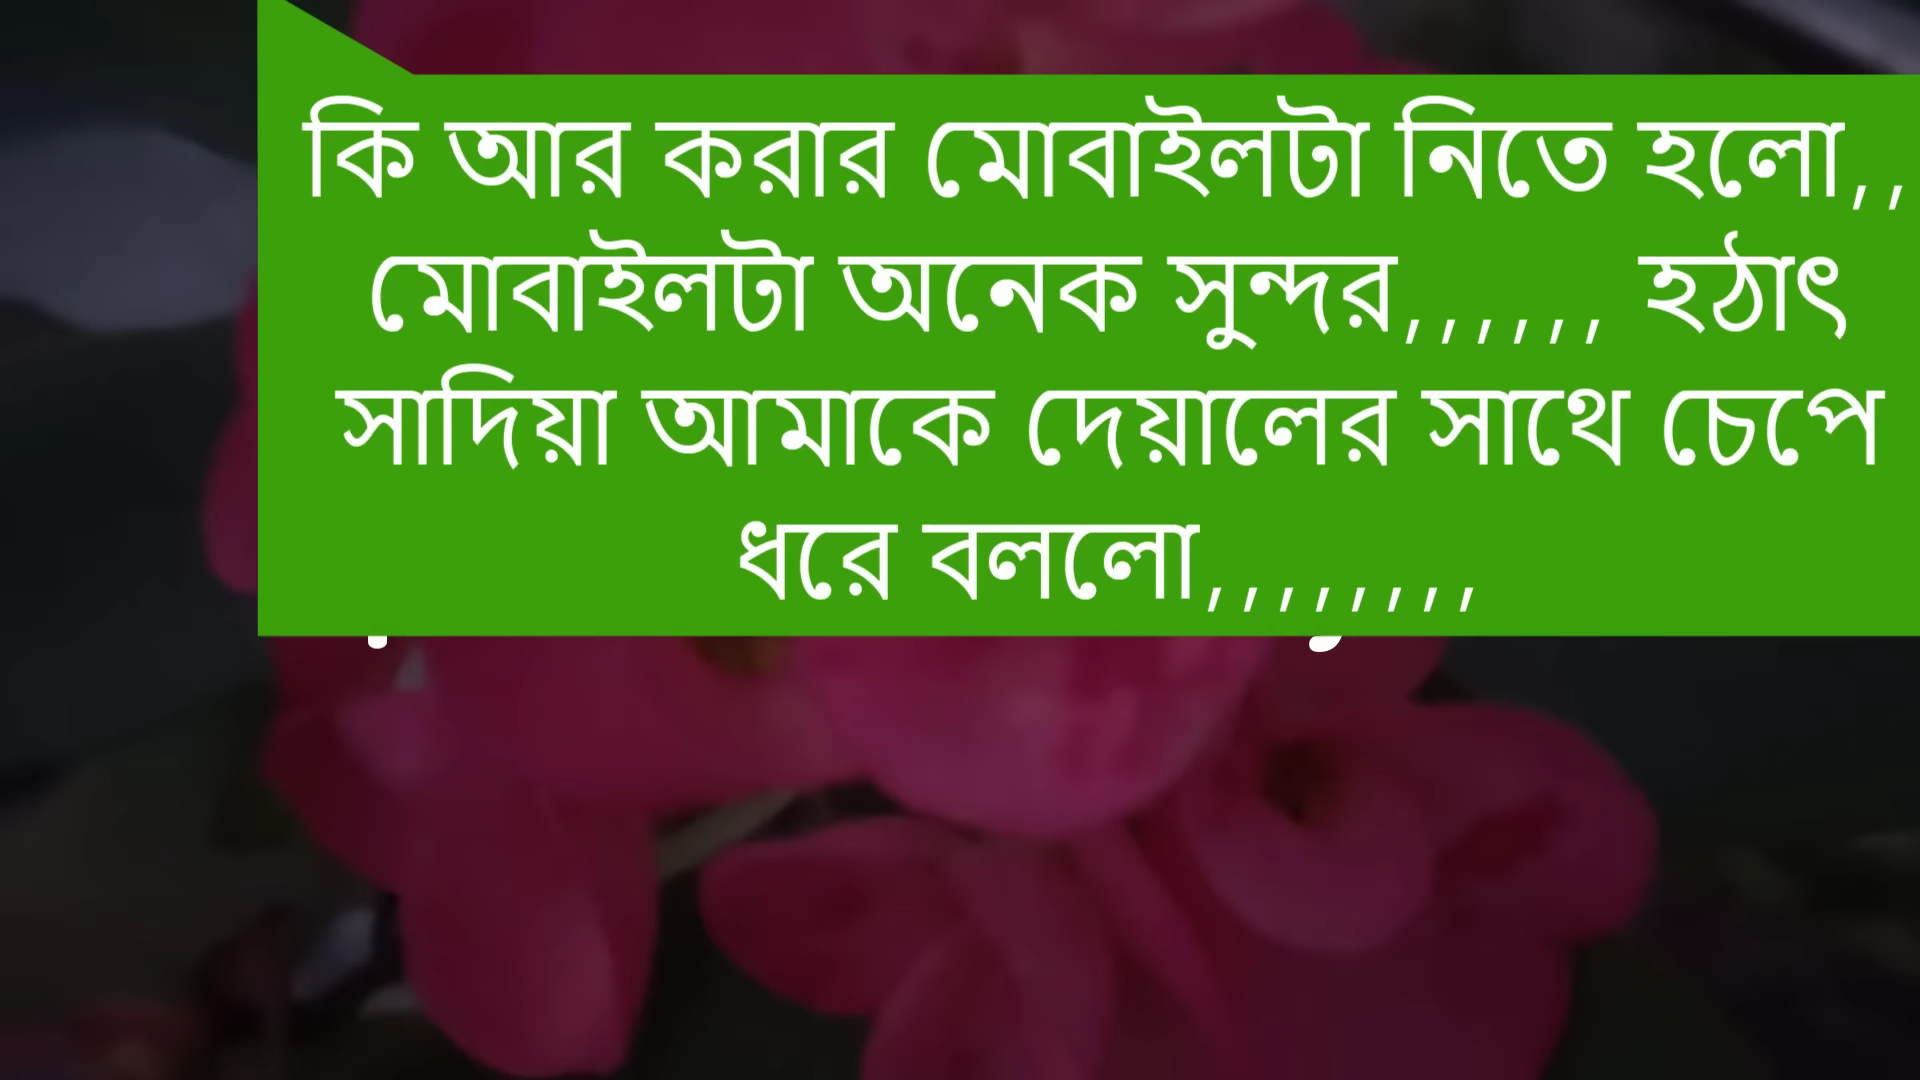 কি আর করার মোবাইলটা নিতে হলো,,
মোবাইলটা অনেক সুন্দর,,,,,, হঠাৎ
সাদিয়া আমাকে দেয়ালের সাথে চেপে
ধরে বললো,,,,,,,,